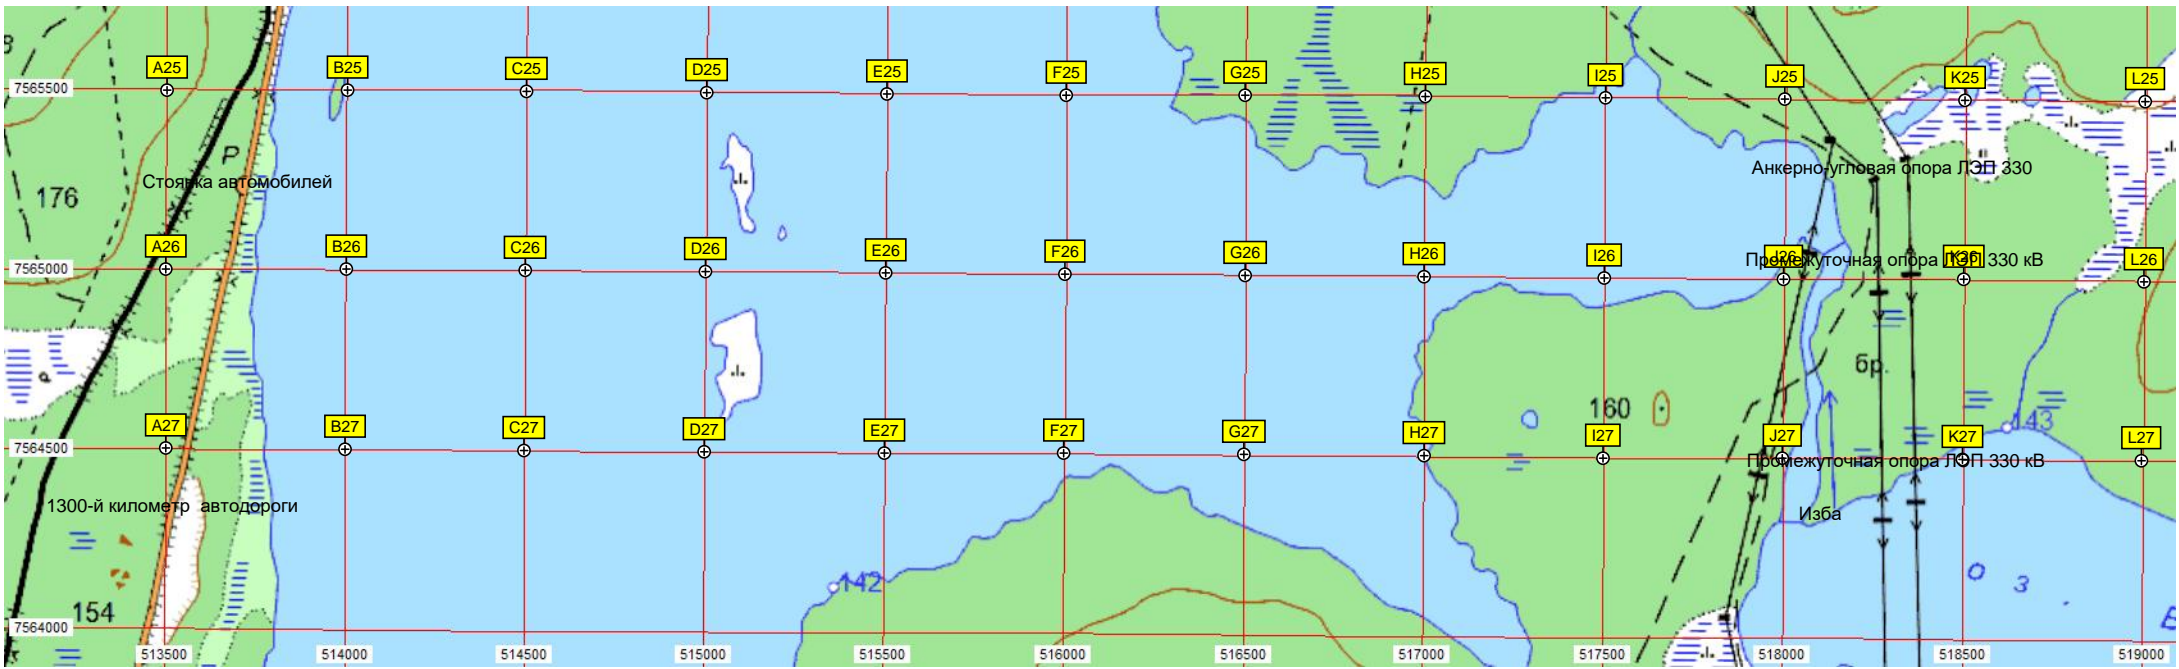 В
A25 B25 C25 D25 E25 F25 G25 H25 I25 J25 K25 L25
7565500
Р
Стоянка автомобилей
Анкерно-угловая опора ЛЭП 330
176
A26 B26 C26 D26 E26 F26 G26 H26 I26 J26 K26 L26
Промежуточная опора ЛЭП 330 кВ
7565000
бр.
160
143
A27 B27 C27 D27 E27 F27 G27 H27 I27 J27 K27 L27
7564500
Промежуточная опора ЛЭП 330 кВ
1300-й километр автодороги
Изба
142
О з.
154
В
7564000
513500 514000 514500 515000 515500 516000 516500 517000 517500 518000 518500 519000